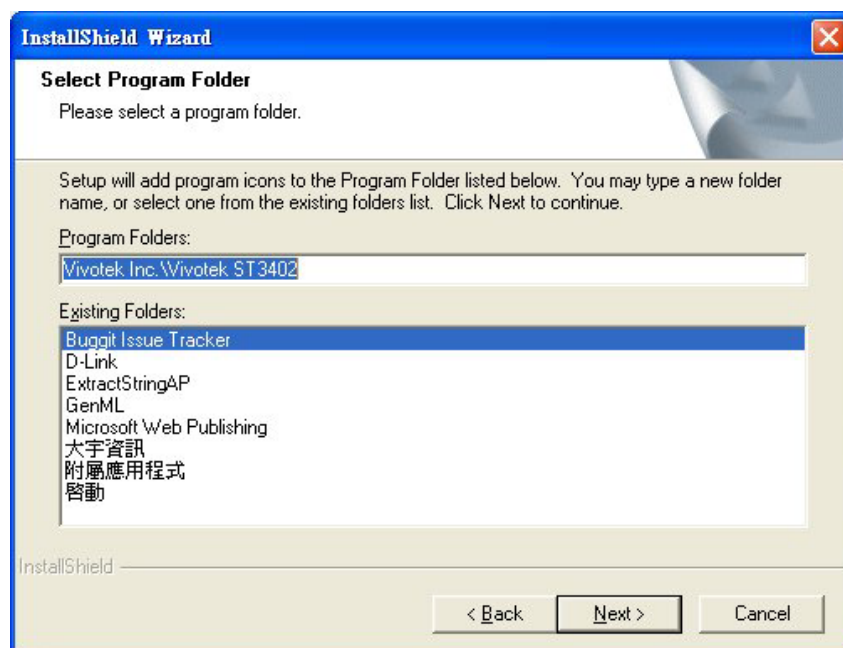 InstallShield Wizard
Select Program Folder
Please select a program folder.
Setup will add program icons to the Program Folder listed below.  You may type a new folder
name, or select one from the existing folders list.  Click Next to continue.
Program Folders:
Vivotek Inc.\Vivotek ST3402
Existing Folders:
Buggit Issue Tracker
D-Link
ExtractStringAP
GenML
Microsoft Web Publishing
大宇資訊
附屬應用程式
啓動
InstallShield
< Back
Next >
Cancel